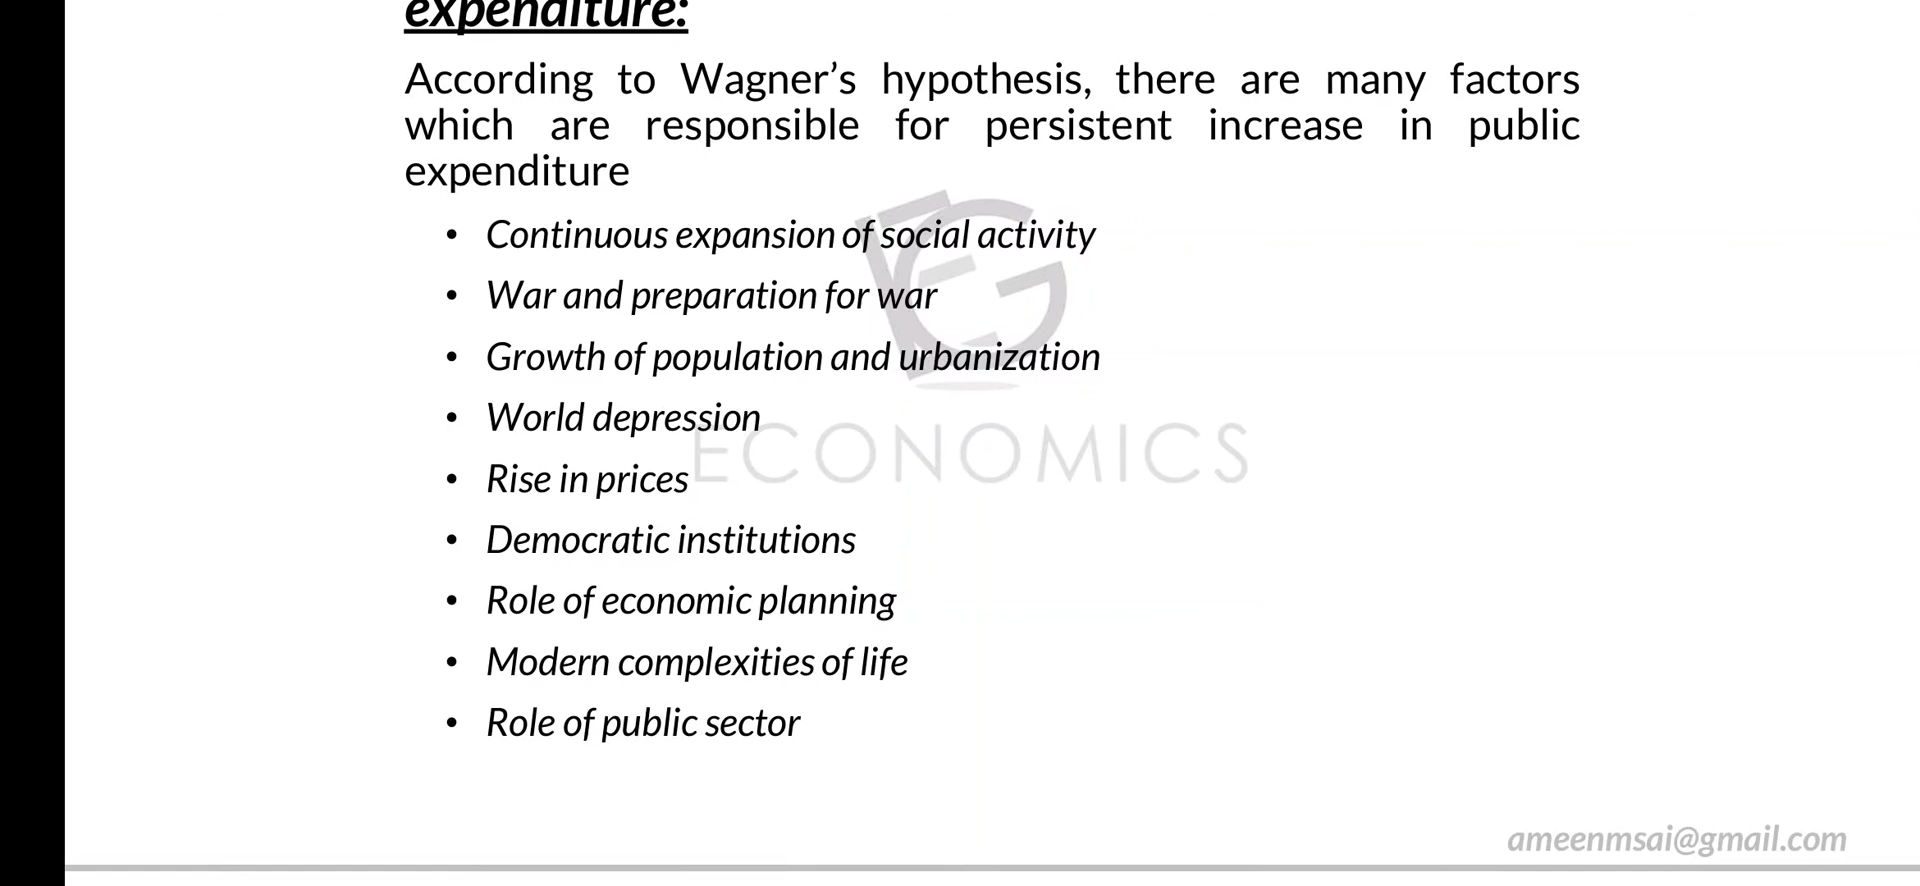 expenditure:
According to Wagner’s hypothesis, there are many factors
which are responsible for persistent increase in public
expenditure
• Continuous expansion of social activity
• War and preparation for war
• Growth of population and urbanization
• World depression
• Rise in prices
• Democratic institutions
• Role of economic planning
• Modern complexities of life
• Role of public sector
ECONOMICS
ameenmsai@gmail.com